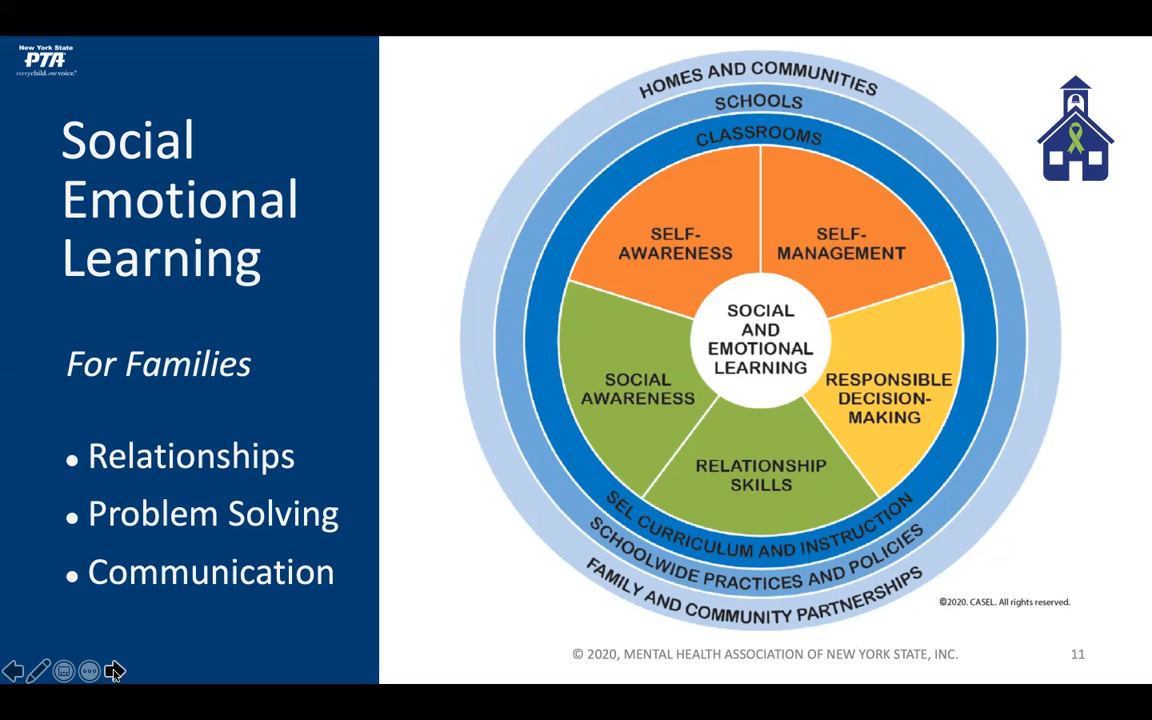 New York State
PTA
everychild.onevoice.®
Social
Emotional
Learning
For Families
• Relationships
• Problem Solving
• Communication
HOMES AND COMMUNITIES
SCHOOLS
CLASSROOMS
SELF-
AWARENESS
SELF-
MANAGEMENT
SOCIAL
AND
EMOTIONAL
LEARNING
SOCIAL
AWARENESS
RESPONSIBLE
DECISION-
MAKING
RELATIONSHIP
SKILLS
SEL CURRICULUM AND INSTRUCTION
SCHOOLWIDE PRACTICES AND POLICIES
FAMILY AND COMMUNITY PARTNERSHIPS
©2020. CASEL. All rights reserved.
© 2020, MENTAL HEALTH ASSOCIATION OF NEW YORK STATE, INC.
11